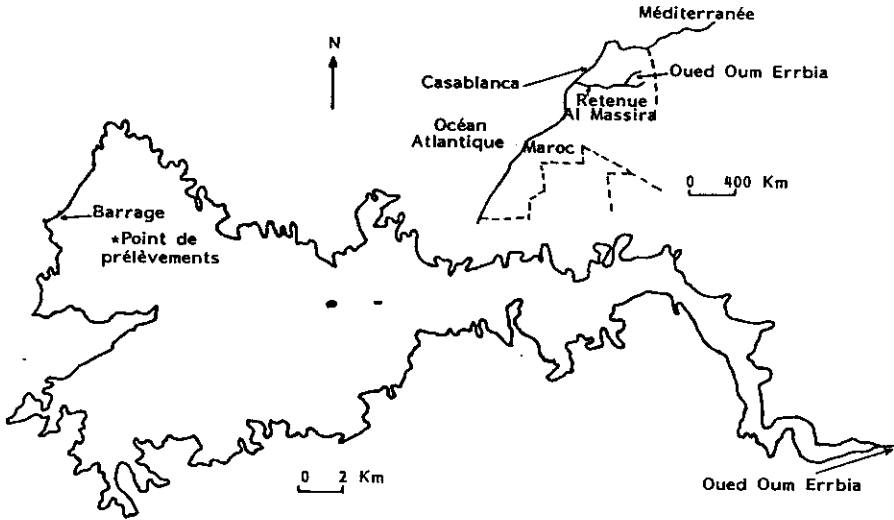 Méditerranée
N
Casablanca
Oued Oum Errbia
Retenue
Al Massira
Océan
Atlantique
Maroc
0 400 Km
Barrage
*Point de
prélèvements
0 2 Km
Oued Oum Errbia